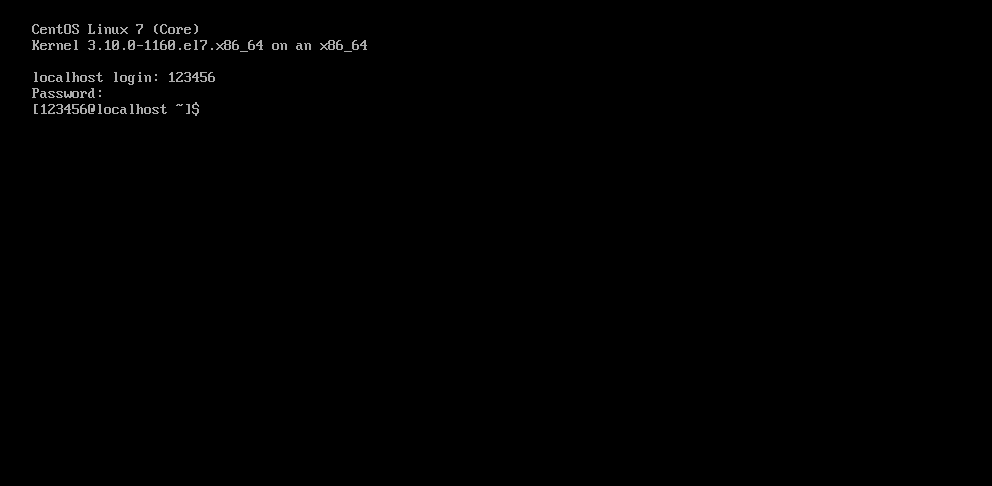 CentOS Linux 7 (Core)
Kernel 3.10.0-1160.el7.x86_64 on an x86_64
localhost login: 123456
Password:
[123456@localhost ~]$